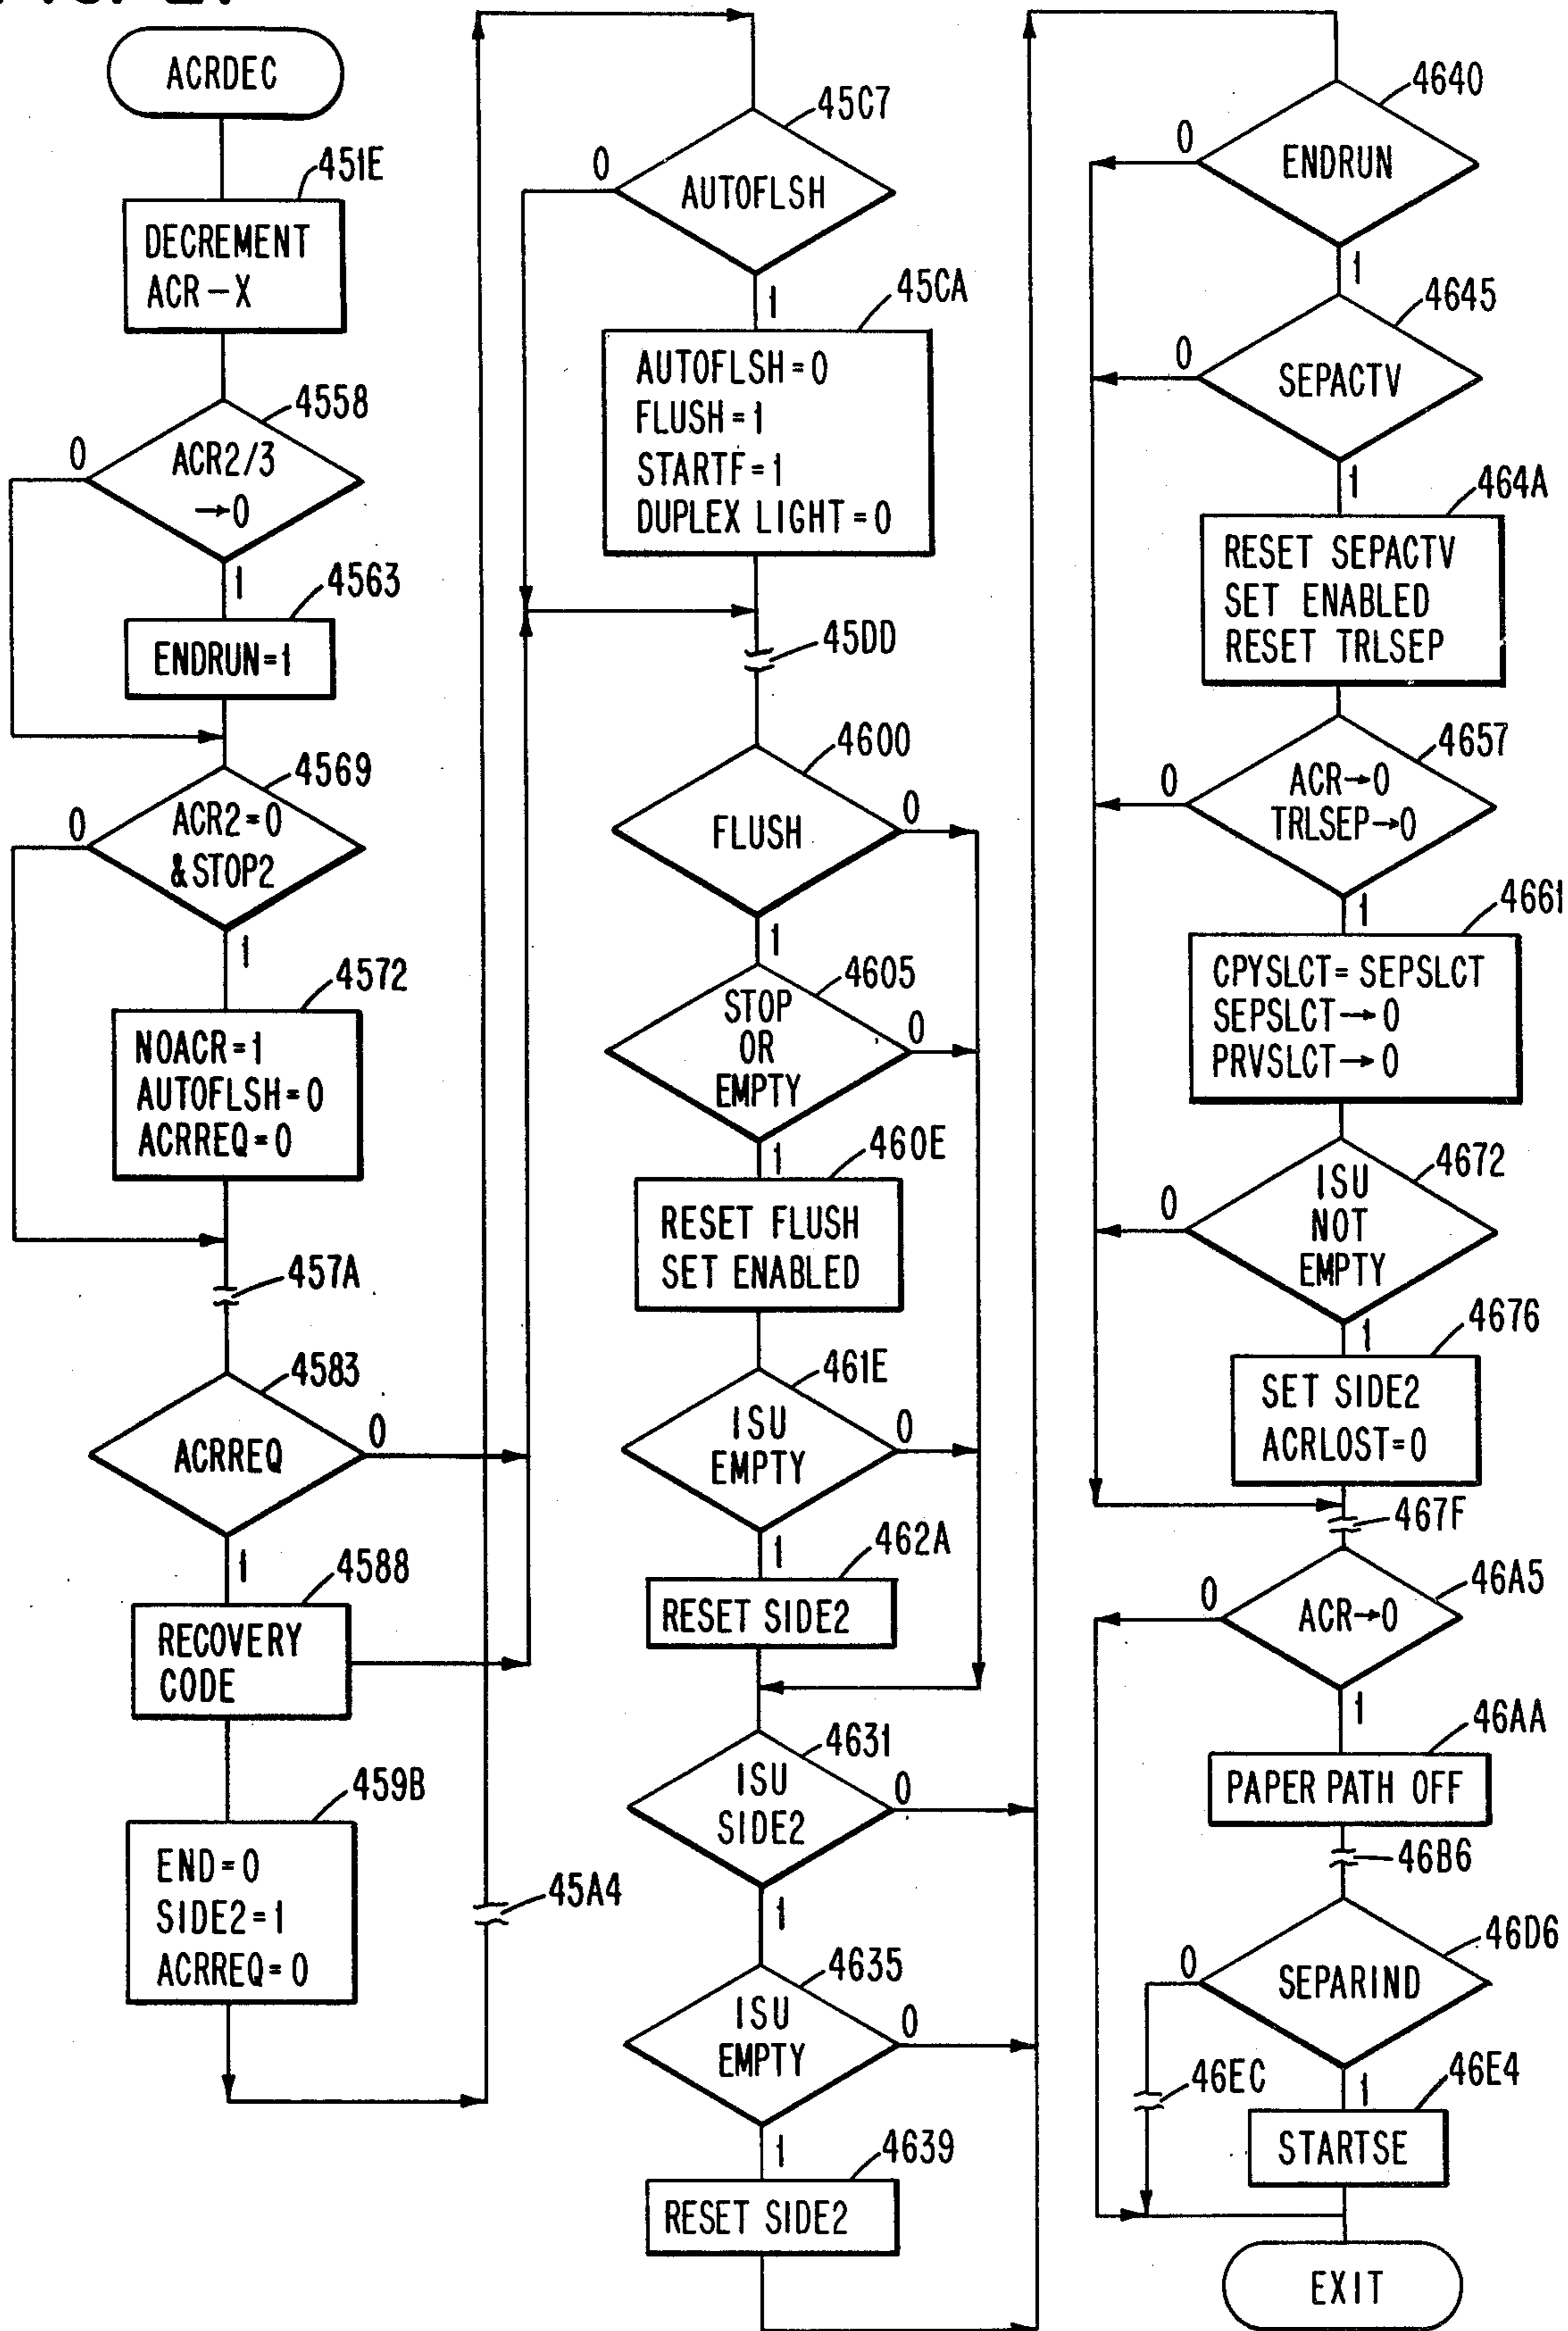 ACRDEC
451E
DECREMENT
ACR-X
4558
ACR2/3
→0
0
1
4563
ENDRUN=1
4569
ACR2=0
&STOP2
0
1
4572
NOACR=1
AUTOFLSH=0
ACRREQ=0
457A
4583
ACRREQ
0
1
4588
RECOVERY
CODE
459B
END=0
SIDE2=1
ACRREQ=0
45A4
45C7
AUTOFLSH
0
1
45CA
AUTOFLSH=0
FLUSH=1
STARTF=1
DUPLEX LIGHT=0
45DD
4600
FLUSH
0
1
4605
STOP
OR
EMPTY
0
1
460E
RESET FLUSH
SET ENABLED
461E
ISU
EMPTY
0
1
462A
RESET SIDE2
4631
ISU
SIDE2
0
1
4635
ISU
EMPTY
0
1
4639
RESET SIDE2
4640
ENDRUN
0
1
4645
SEPACTV
0
1
464A
RESET SEPACTV
SET ENABLED
RESET TRLSEP
4657
ACR→0
TRLSEP→0
0
1
4661
CPYSLCT=SEPSLCT
SEPSLCT→0
PRVSLCT→0
4672
ISU
NOT
EMPTY
0
1
4676
SET SIDE2
ACRLOST=0
467F
46A5
ACR→0
0
1
46AA
PAPER PATH OFF
46B6
46D6
SEPARIND
0
1
46EC
46E4
STARTSE
EXIT